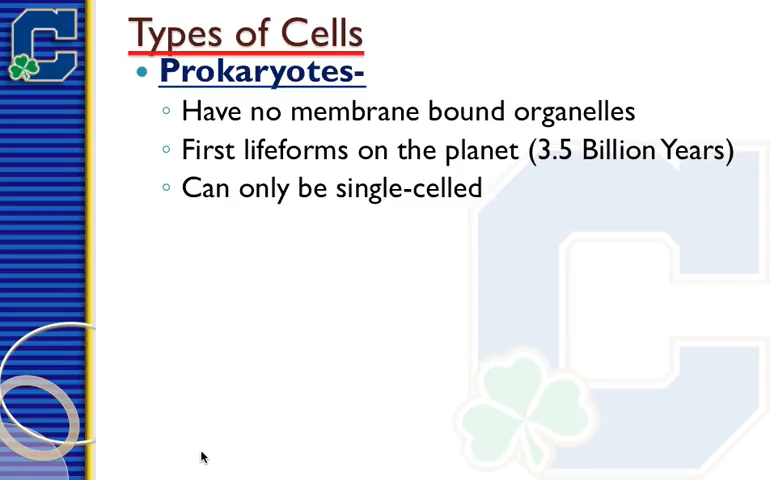 Types of Cells
• Prokaryotes-
◦ Have no membrane bound organelles
◦ First lifeforms on the planet (3.5 Billion Years)
◦ Can only be single-celled